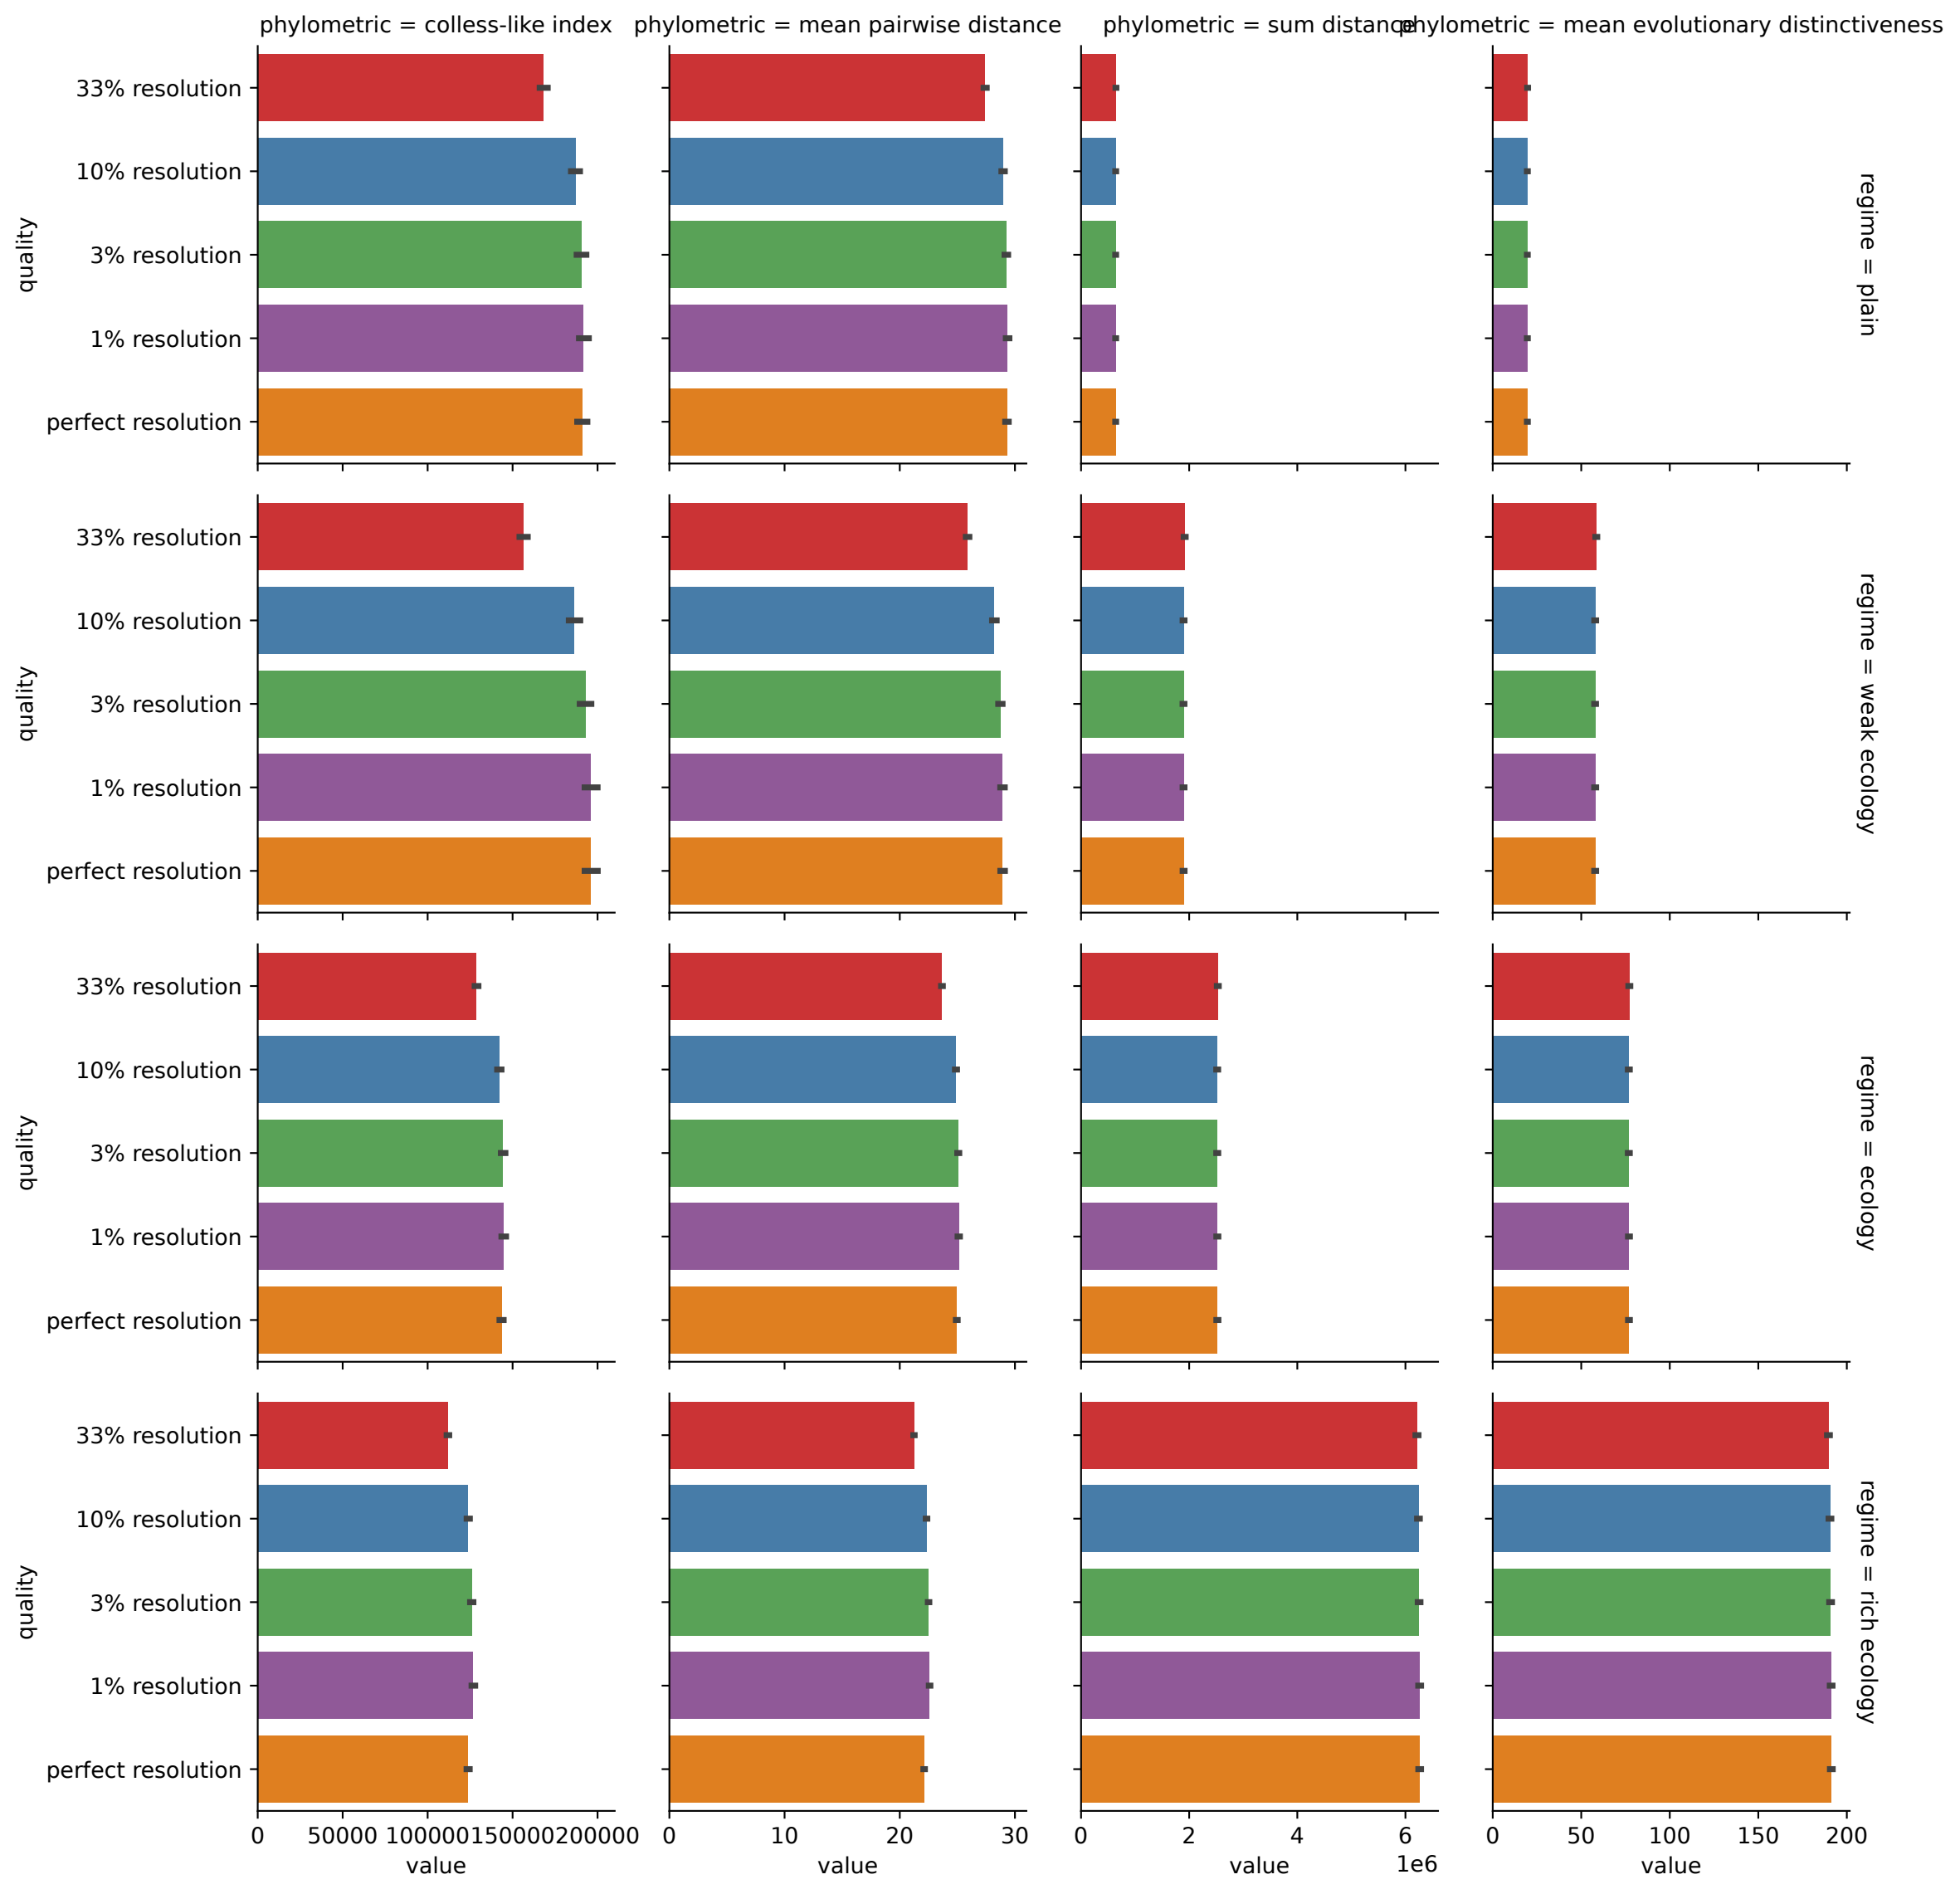 phylometric = colless-like index
phylometric = mean pairwise distance
phylometric = sum distance
phylometric = mean evolutionary distinctiveness
quality
33% resolution
10% resolution
3% resolution
1% resolution
perfect resolution
regime = plain
quality
33% resolution
10% resolution
3% resolution
1% resolution
perfect resolution
regime = weak ecology
quality
33% resolution
10% resolution
3% resolution
1% resolution
perfect resolution
regime = ecology
quality
33% resolution
10% resolution
3% resolution
1% resolution
perfect resolution
regime = rich ecology
0 50000 100000 150000 200000
value
0 10 20 30
value
0 2 4 6
1e6
value
0 50 100 150 200
value